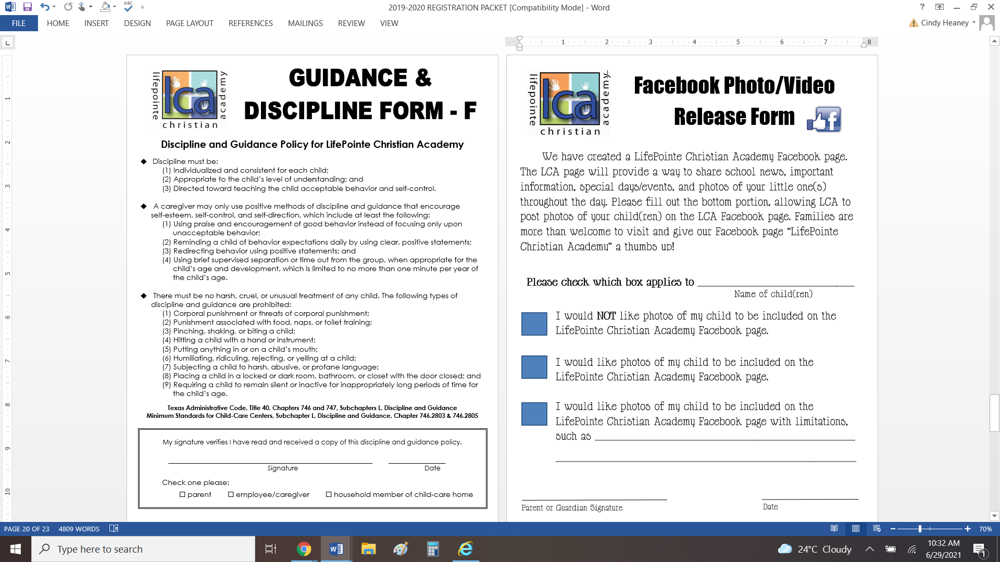 2019-2020 REGISTRATION PACKET [Compatibility Mode] - Word
FILE HOME INSERT DESIGN PAGE LAYOUT REFERENCES MAILINGS REVIEW VIEW
Cindy Heaney
1 2 3 4 5 6 7 8
lifepointe
lca
academy
christian
GUIDANCE &
DISCIPLINE FORM - F
Discipline and Guidance Policy for LifePointe Christian Academy
◆ Discipline must be:
(1) Individualized and consistent for each child;
(2) Appropriate to the child's level of understanding; and
(3) Directed toward teaching the child acceptable behavior and self-control.
◆ A caregiver may only use positive methods of discipline and guidance that encourage
self-esteem, self-control, and self-direction, which include at least the following:
(1) Using praise and encouragement of good behavior instead of focusing only upon
unacceptable behavior;
(2) Reminding a child of behavior expectations daily by using clear, positive statements;
(3) Redirecting behavior using positive statements; and
(4) Using brief supervised separation or time out from the group, when appropriate for the
child's age and development, which is limited to no more than one minute per year of
the child's age.
◆ There must be no harsh, cruel, or unusual treatment of any child. The following types of
discipline and guidance are prohibited:
(1) Corporal punishment or threats of corporal punishment;
(2) Punishment associated with food, naps, or toilet training;
(3) Pinching, shaking, or biting a child;
(4) Hitting a child with a hand or instrument;
(5) Putting anything in or on a child's mouth;
(6) Humiliating, ridiculing, rejecting, or yelling at a child;
(7) Subjecting a child to harsh, abusive, or profane language;
(8) Placing a child in a locked or dark room, bathroom, or closet with the door closed; and
(9) Requiring a child to remain silent or inactive for inappropriately long periods of time for
the child's age.
Texas Administrative Code, Title 40, Chapters 746 and 747, Subchapters L, Discipline and Guidance
Minimum Standards for Child-Care Centers, Subchapter L, Discipline and Guidance, Chapter 746.2803 & 746.2805
My signature verifies I have read and received a copy of this discipline and guidance policy.
Signature Date
Check one please:
☐ parent ☐ employee/caregiver ☐ household member of child-care home
lifepointe
lca
academy
christian
Facebook Photo/Video
Release Form
We have created a LifePointe Christian Academy Facebook page.
The LCA page will provide a way to share school news, important
information, special days/events, and photos of your little one(s)
throughout the day. Please fill out the bottom portion, allowing LCA to
post photos of your child(ren) on the LCA Facebook page. Families are
more than welcome to visit and give our Facebook page “LifePointe
Christian Academy” a thumbs up!
Please check which box applies to
Name of child(ren)
I would NOT like photos of my child to be included on the
LifePointe Christian Academy Facebook page.
I would like photos of my child to be included on the
LifePointe Christian Academy Facebook page.
I would like photos of my child to be included on the
LifePointe Christian Academy Facebook page with limitations,
such as
Parent or Guardian Signature Date
1
2
3
4
5
6
7
8
9
10
PAGE 20 OF 23 4809 WORDS 70%
Type here to search
24°C Cloudy
10:32 AM
6/29/2021
1